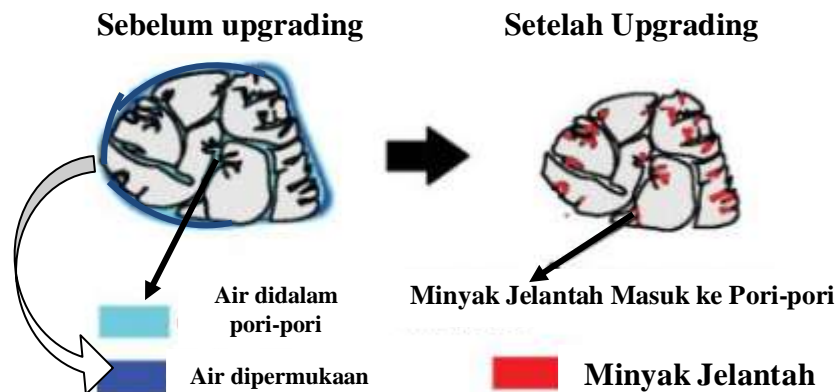 Sebelum upgrading
Setelah Upgrading
Air didalam
pori-pori
Minyak Jelantah Masuk ke Pori-pori
Air dipermukaan
Minyak Jelantah